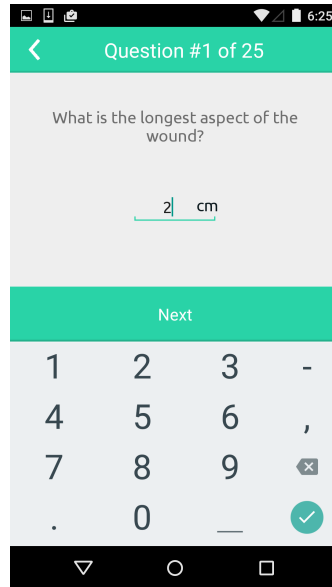 6:25
Question #1 of 25
What is the longest aspect of the
wound?
2 cm
Next
1 2 3 -
4 5 6 ,
7 8 9
. 0 _